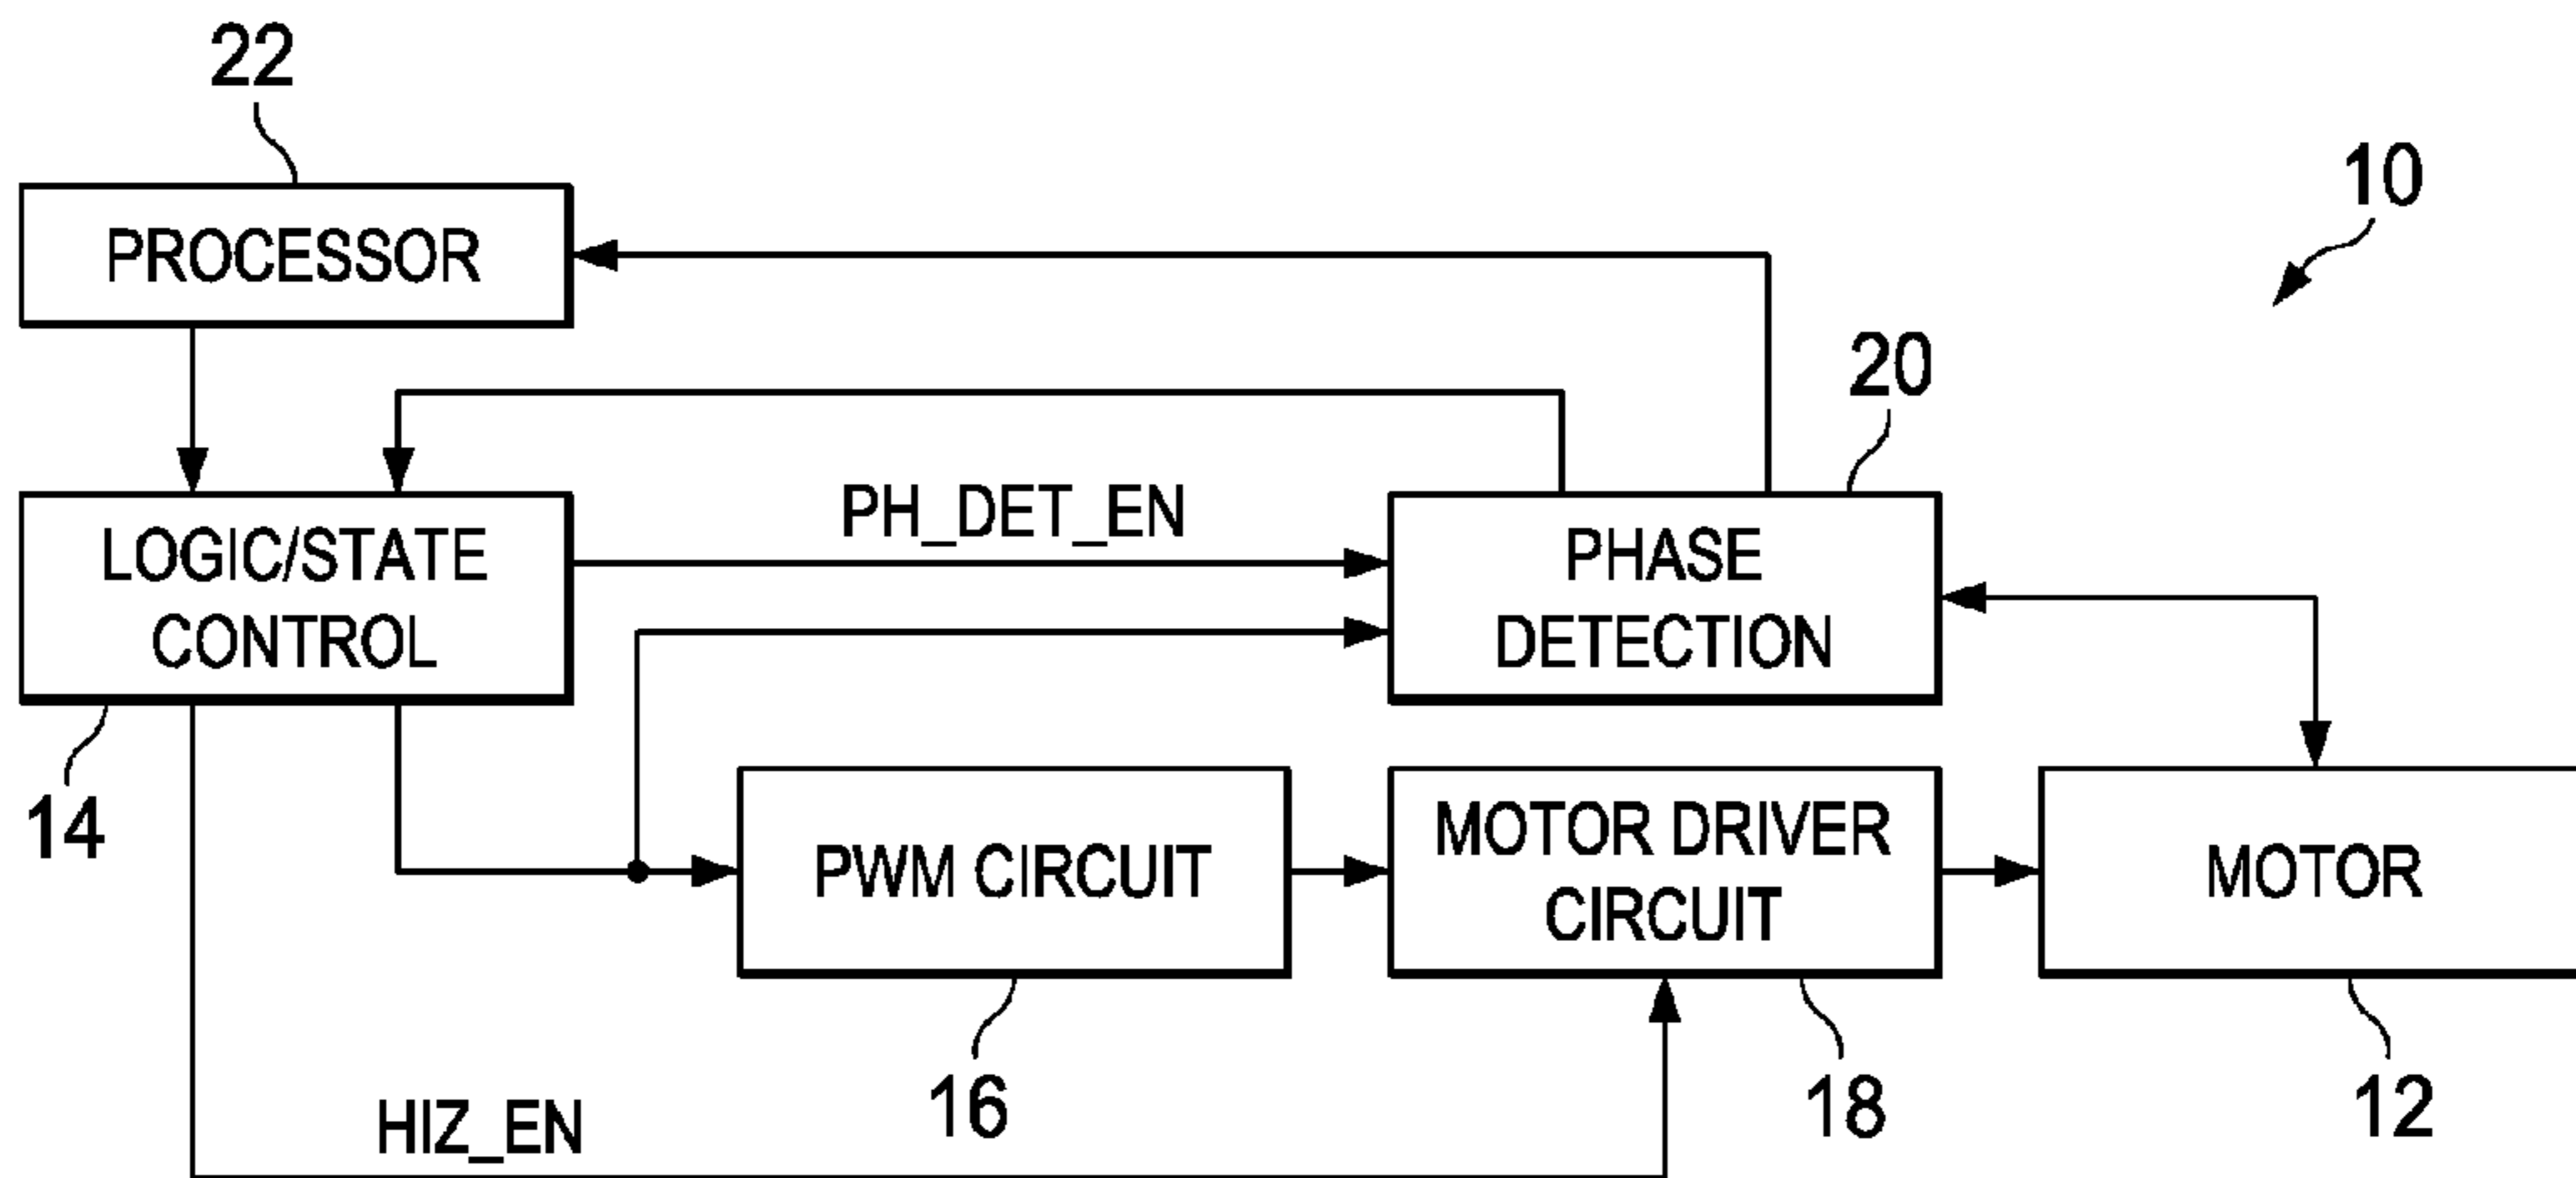 22
10
PROCESSOR
20
PH_DET_EN
LOGIC/STATE
CONTROL
PHASE
DETECTION
14
PWM CIRCUIT
MOTOR DRIVER
CIRCUIT
MOTOR
16
18
12
HIZ_EN